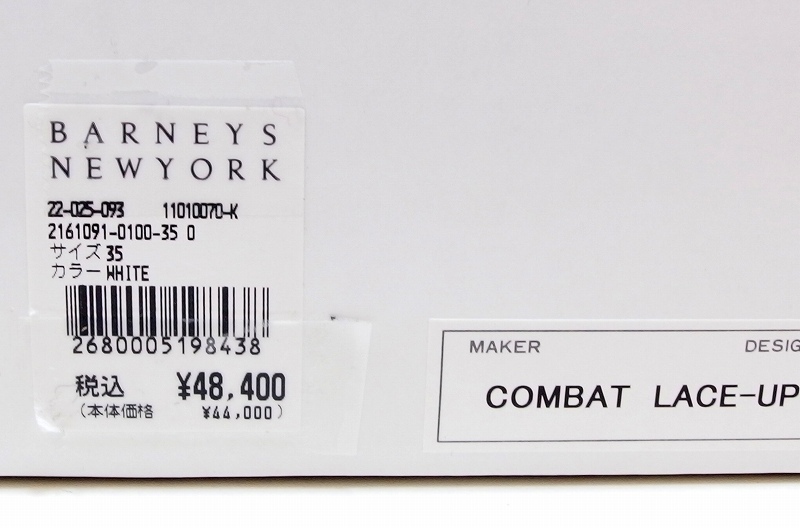 BARNEYS
NEWYORK
22-025-093 11010070-K
2161091-0100-35 0
サイズ 35
カラー WHITE
2680005198438
税込 ¥48,400
(本体価格 ¥44,000)
MAKER DESIG
COMBAT LACE-UP